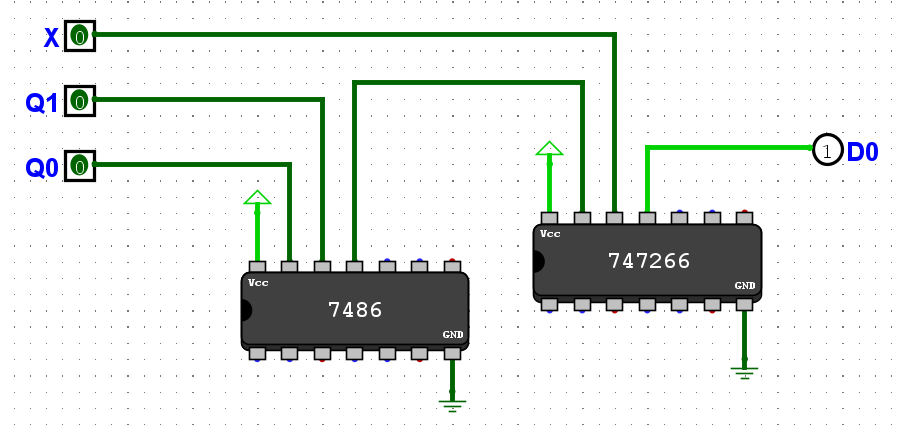 X 0
Q1 0
Q0 0
1 D0
Vcc
747266
GND
Vcc
7486
GND